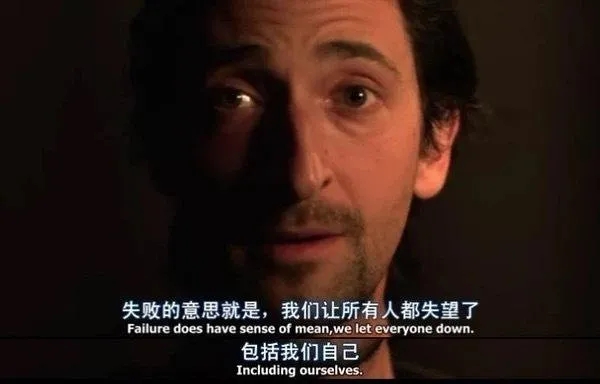 失败的意思就是，我们让所有人都失望了
Failure does have sense of mean,we let everyone down.
包括我们自己
Including ourselves.